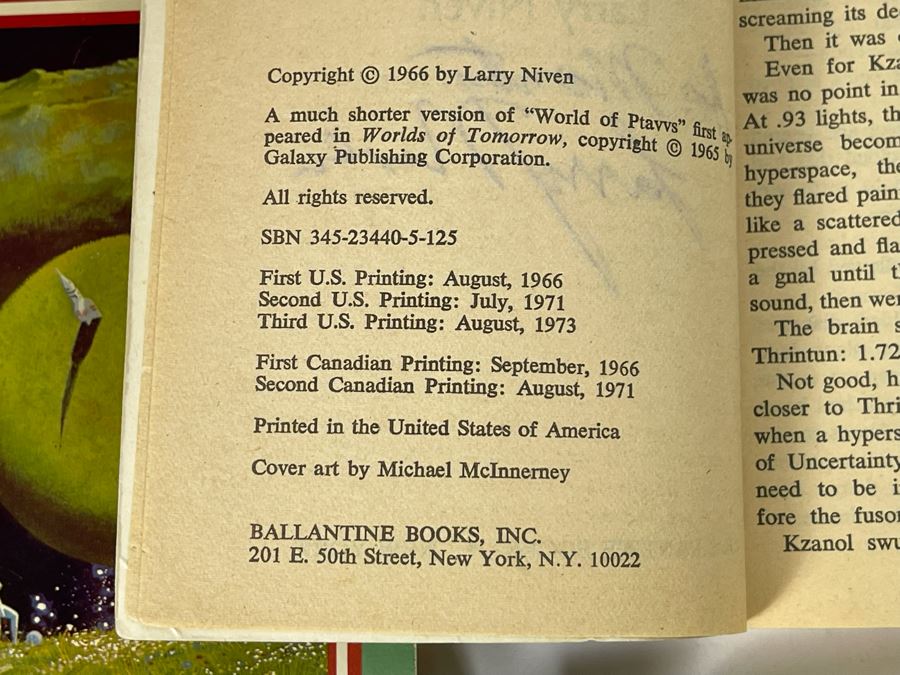 Copyright © 1966 by Larry Niven
A much shorter version of "World of Ptavvs" first ap-
peared in Worlds of Tomorrow, copyright © 1965 by
Galaxy Publishing Corporation.
All rights reserved.
SBN 345-23440-5-125
First U.S. Printing: August, 1966
Second U.S. Printing: July, 1971
Third U.S. Printing: August, 1973
First Canadian Printing: September, 1966
Second Canadian Printing: August, 1971
Printed in the United States of America
Cover art by Michael McInnerney
BALLANTINE BOOKS, INC.
201 E. 50th Street, New York, N.Y. 10022
screaming its de
Then it was
Even for Kza
was no point in
At .93 lights, th
universe becom
hyperspace, the
they flared pain
like a scattered
pressed and fla
a gnal until t
sound, then wer
The brain s
Thrintun: 1.72
Not good, h
closer to Thri
when a hypers
of Uncertainty
need to be i
fore the fuso
Kzanol swu